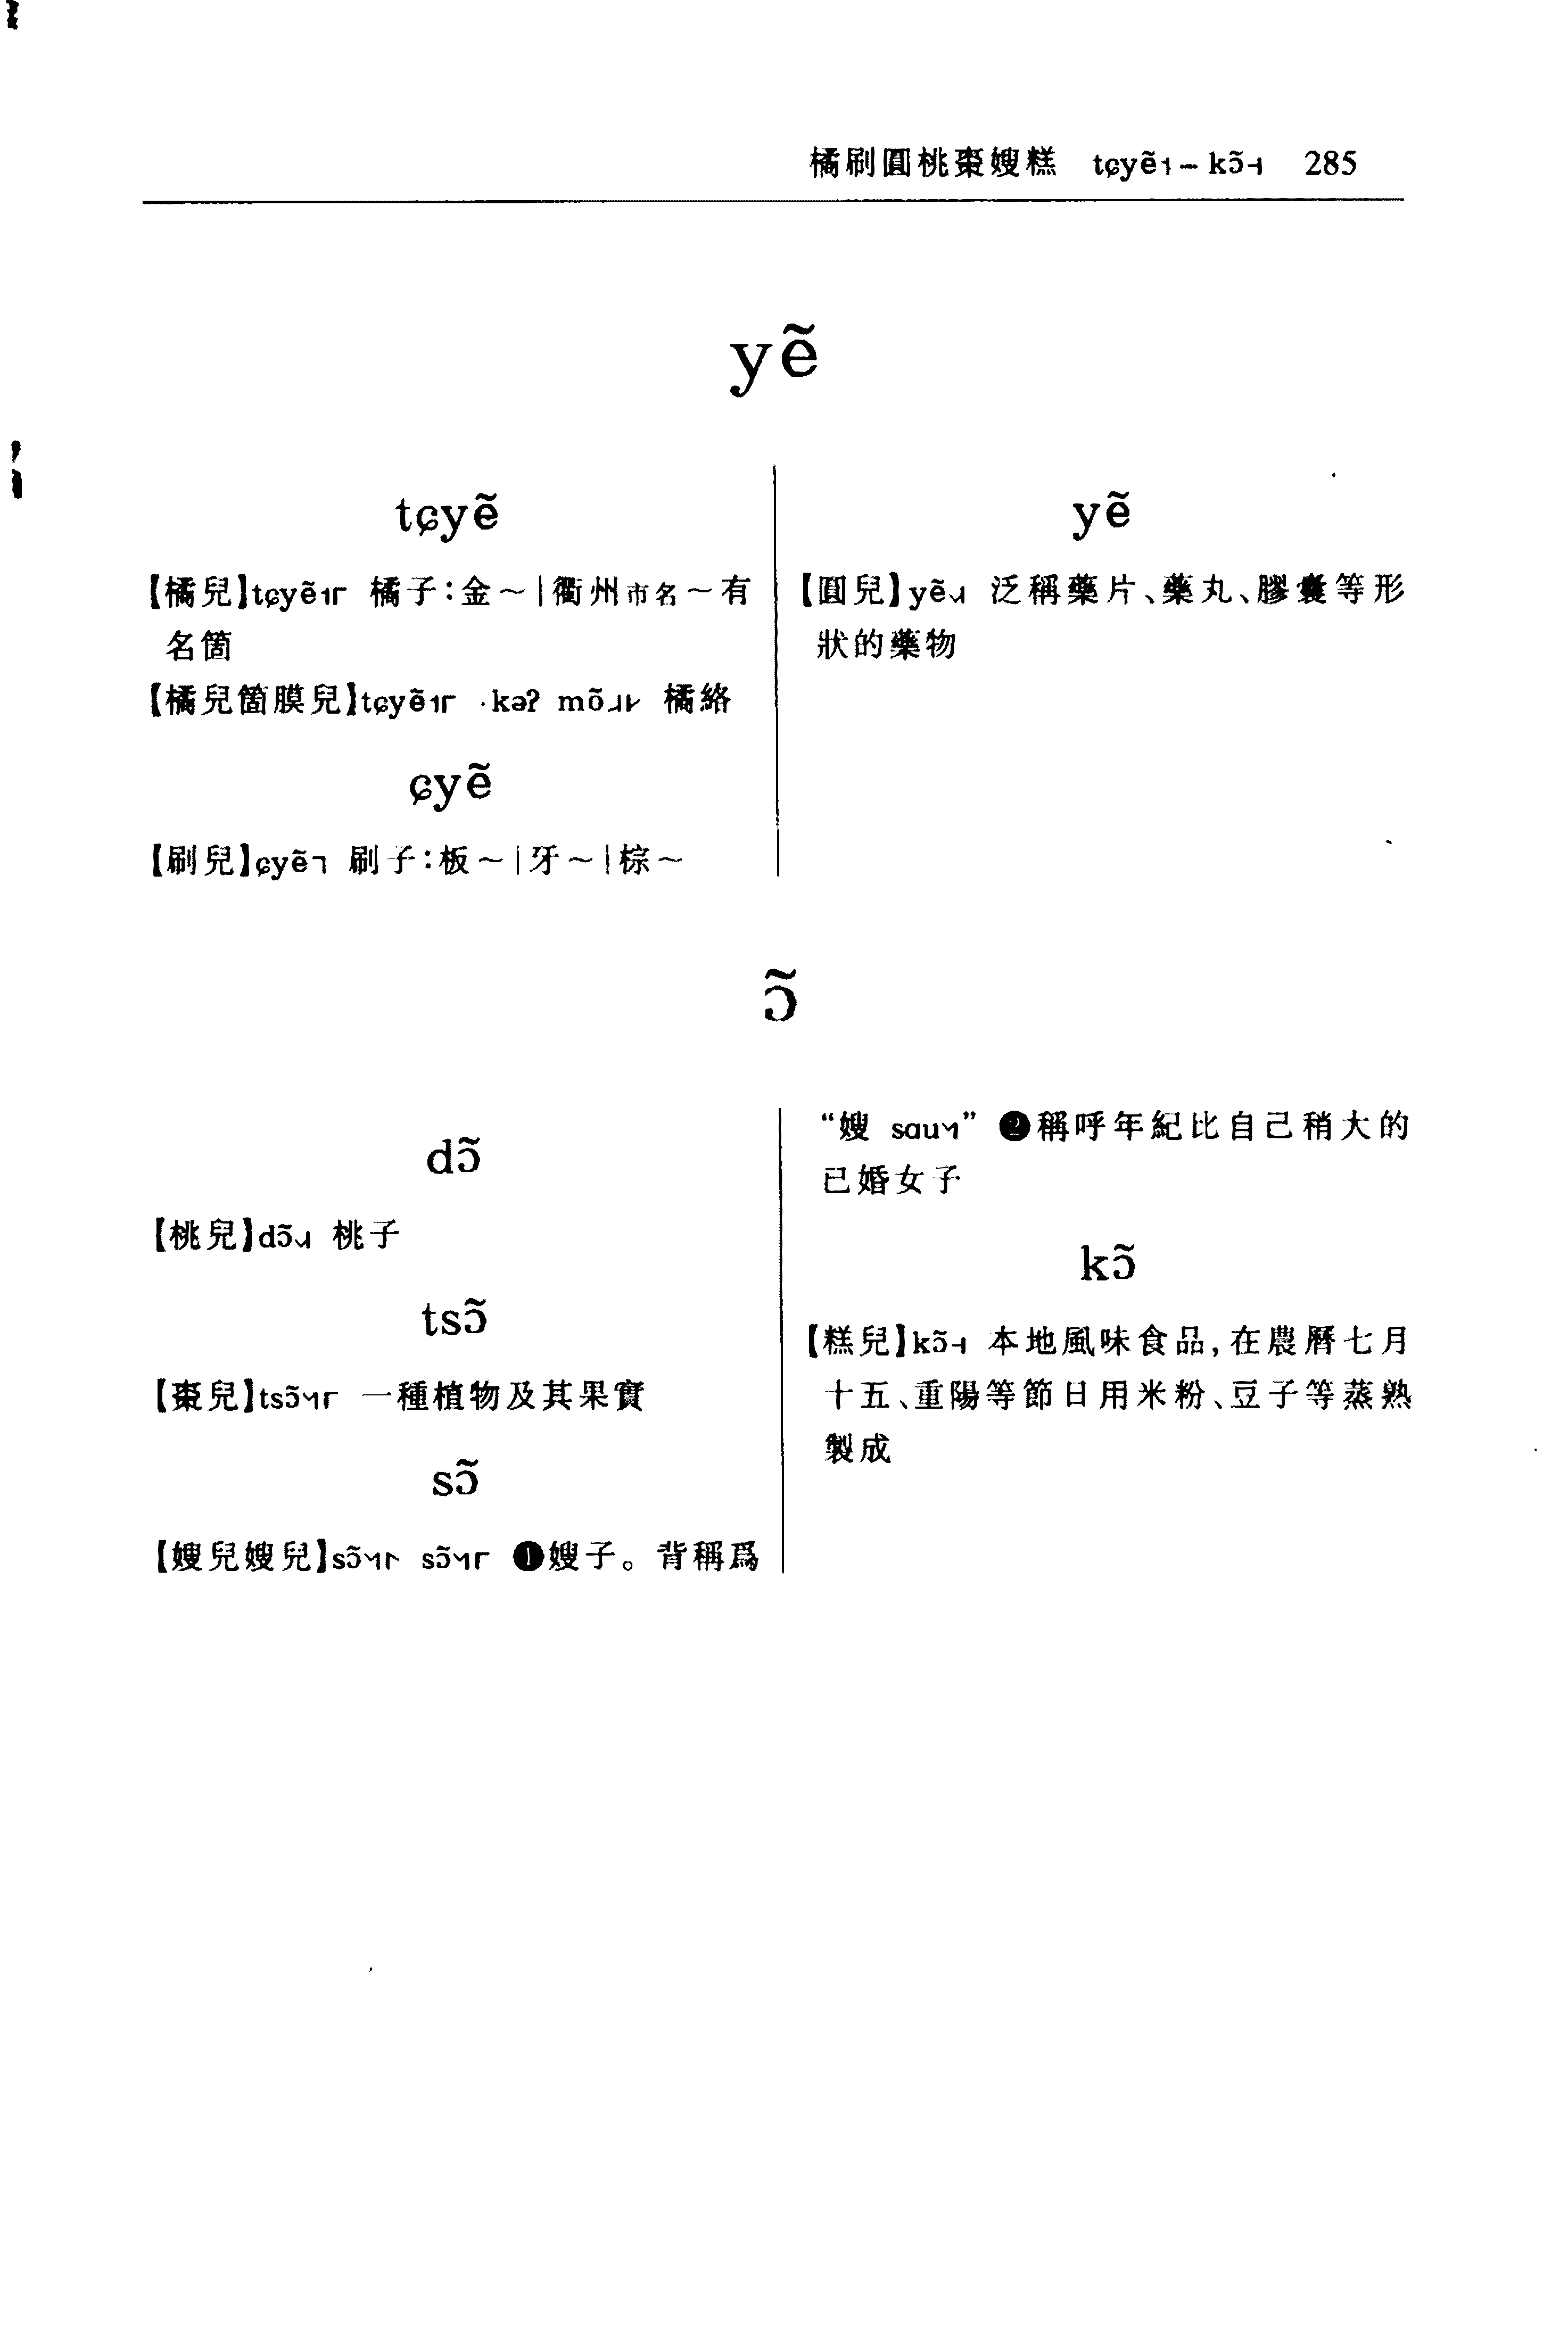 橘刷圓桃棗嫂糕 tɕyẽ˦ – kɔ̃˧ 285
yẽ
tɕyẽ
【橘兒】tɕyẽ 橘子：金～｜衢州市名～有
名箇
【橘兒箇膜兒】tɕyẽ ·kəʔ mõ 橘絡
ɕyẽ
【刷兒】ɕyẽ˥ 刷子：板～｜牙～｜棕～
yẽ
【圓兒】yẽ 泛稱藥片、藥丸、膠囊等形
狀的藥物
ɔ̃
dɔ̃
【桃兒】dɔ̃ 桃子
tsɔ̃
【棗兒】tsɔ̃ 一種植物及其果實
sɔ̃
【嫂兒嫂兒】sɔ̃ sɔ̃ ❶嫂子。背稱爲
“嫂 sɑu” ❷稱呼年紀比自己稍大的
已婚女子
kɔ̃
【糕兒】kɔ̃˧ 本地風味食品，在農曆七月
十五、重陽等節日用米粉、豆子等蒸熟
製成